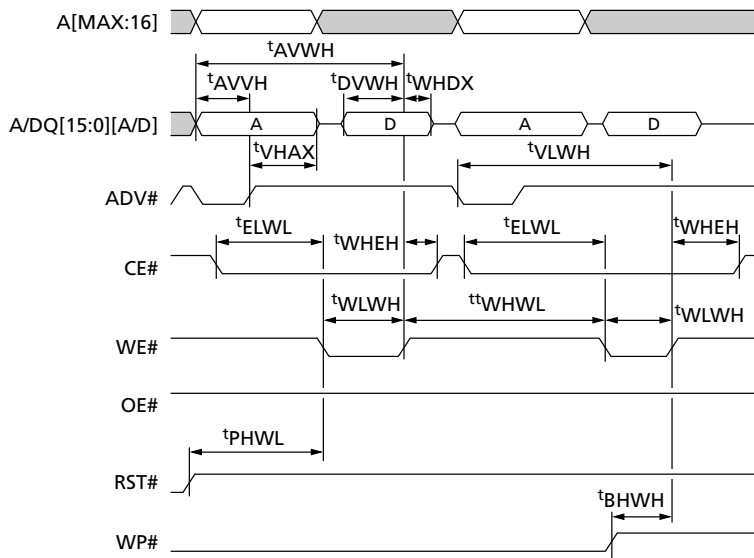 A[MAX:16]
tAVWH
tAVVH
tDVWH
tWHDX
A/DQ[15:0][A/D]
A
D
A
D
tVHAX
tVLWH
ADV#
tELWL
tWHEH
tELWL
tWHEH
CE#
tWLWH
ttWHWL
tWLWH
WE#
OE#
tPHWL
RST#
tBHWH
WP#